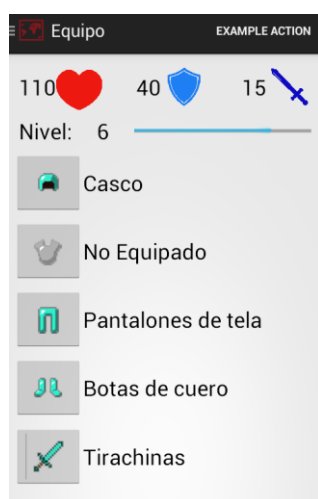 Equipo EXAMPLE ACTION
110 40 15
Nivel: 6
Casco
No Equipado
Pantalones de tela
Botas de cuero
Tirachinas